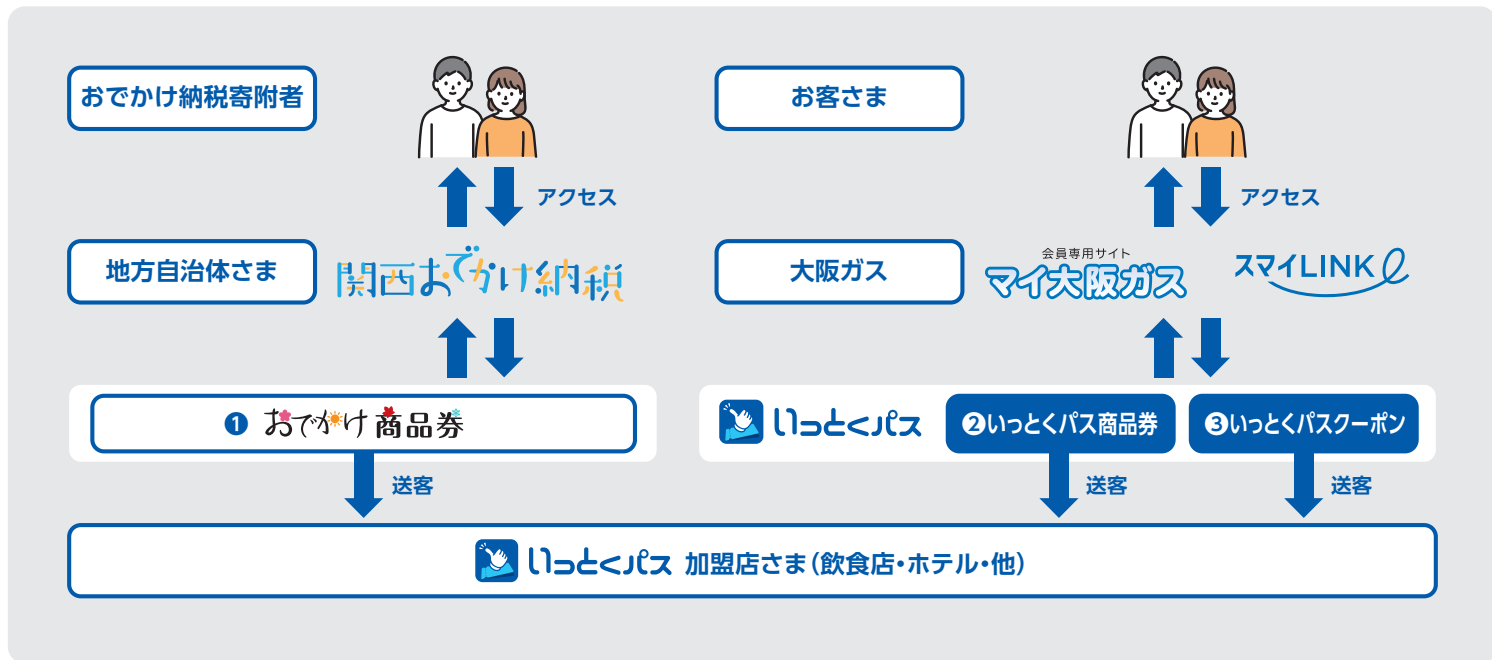 おでかけ納税寄附者
お客さま
アクセス
アクセス
地方自治体さま
関西おでかけ納税
大阪ガス
会員専用サイト
マイ大阪ガス
スマイLINK
❶ おでかけ商品券
いっとくパス
❷いっとくパス商品券
❸いっとくパスクーポン
送客
送客
送客
いっとくパス 加盟店さま(飲食店・ホテル・他)